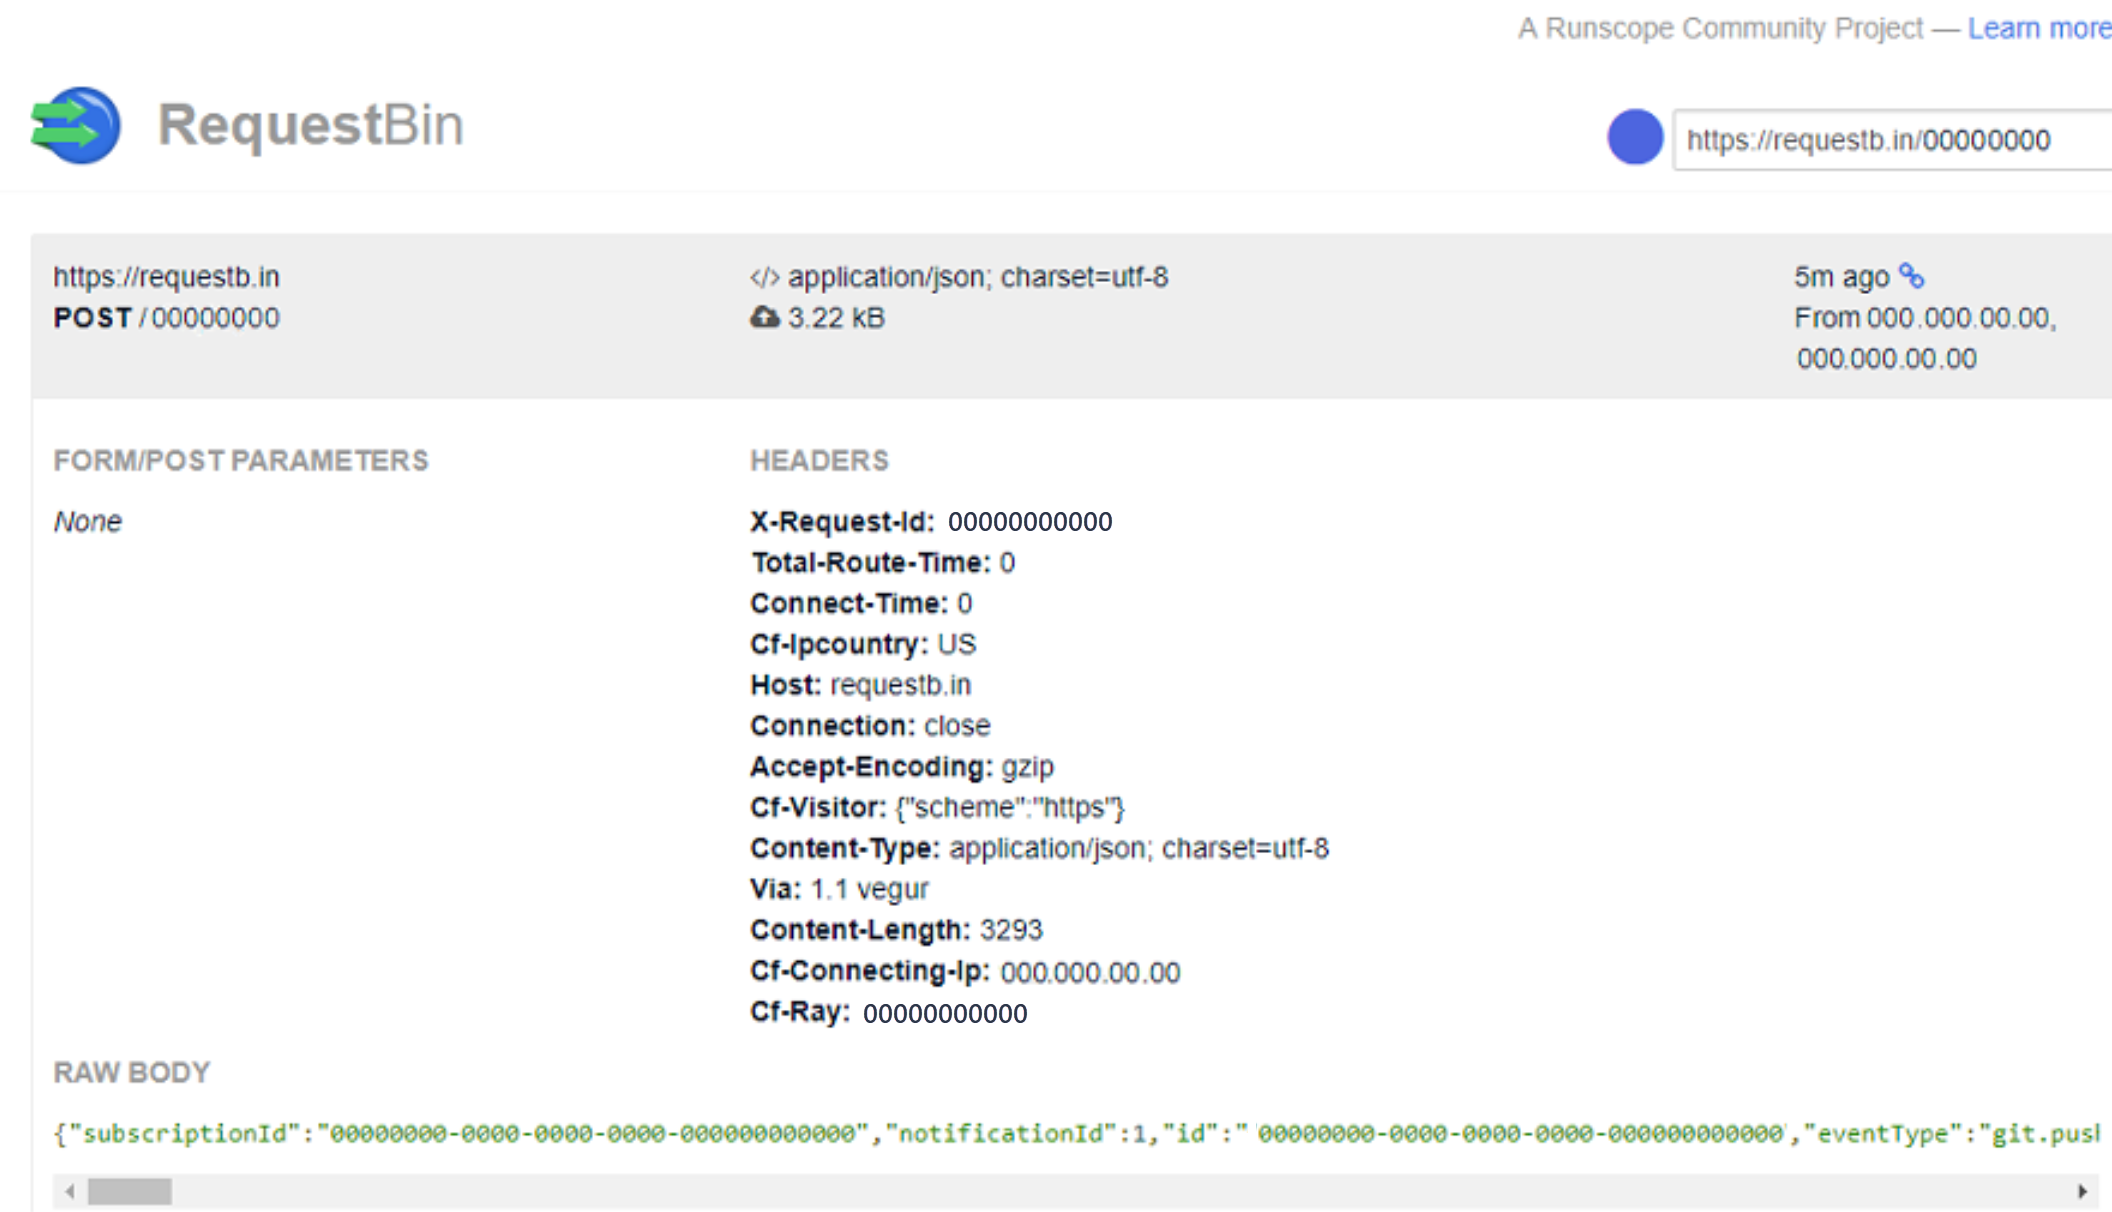 A Runscope Community Project — Learn more
RequestBin
https://requestb.in/00000000
https://requestb.in
POST /00000000
</> application/json; charset=utf-8
3.22 kB
5m ago
From 000.000.00.00,
000.000.00.00
FORM/POST PARAMETERS
None
HEADERS
X-Request-Id: 00000000000
Total-Route-Time: 0
Connect-Time: 0
Cf-Ipcountry: US
Host: requestb.in
Connection: close
Accept-Encoding: gzip
Cf-Visitor: {"scheme":"https"}
Content-Type: application/json; charset=utf-8
Via: 1.1 vegur
Content-Length: 3293
Cf-Connecting-Ip: 000.000.00.00
Cf-Ray: 00000000000
RAW BODY
{"subscriptionId":"00000000-0000-0000-0000-000000000000","notificationId":1,"id":"00000000-0000-0000-0000-000000000000","eventType":"git.pus